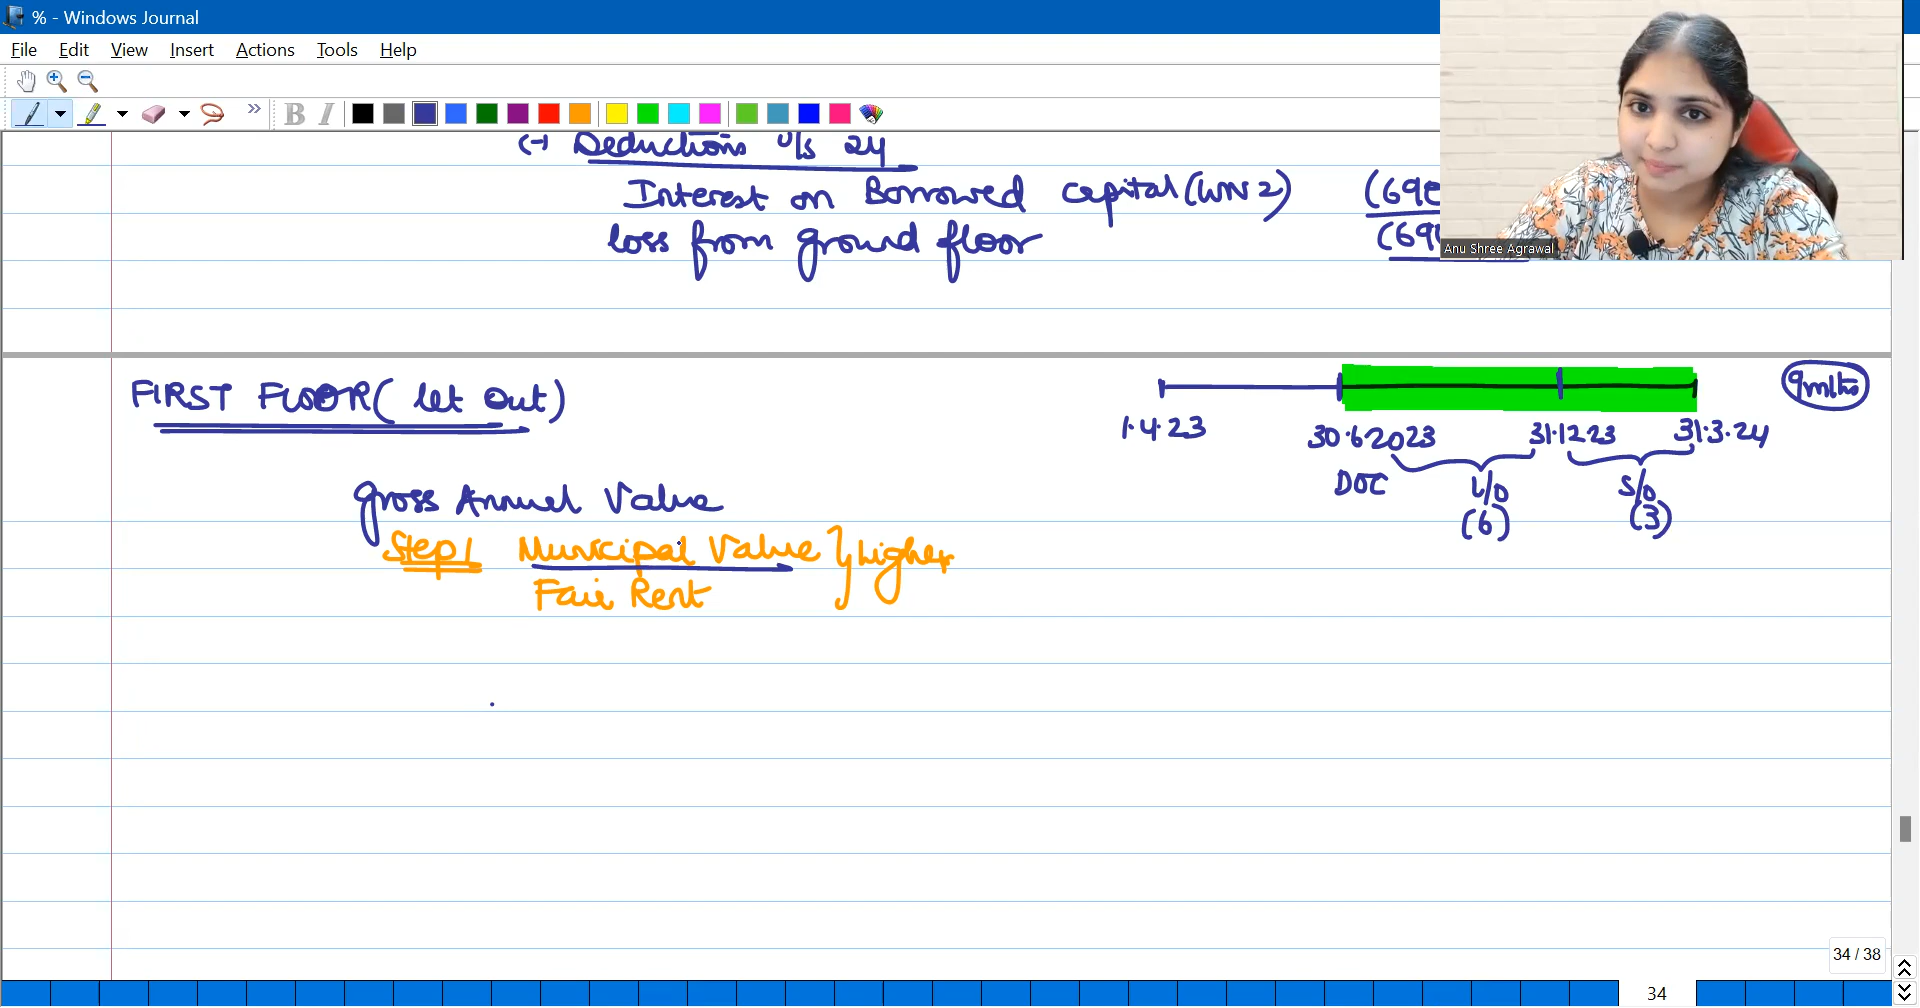 % - Windows Journal
File Edit View Insert Actions Tools Help
B I
(-) Deductions u/s 24
Interest on Borrowed capital (WN 2) (69
loss from ground floor (69
Anu Shree Agrawal
FIRST FLOOR ( let out)
9mths
1.4.23 30.6.2023 31.12.23 31.3.24
DOC L/O S/O
(6) (3)
Gross Annual Value
Step 1 Municipal Value } higher
Fair Rent
34 / 38
34